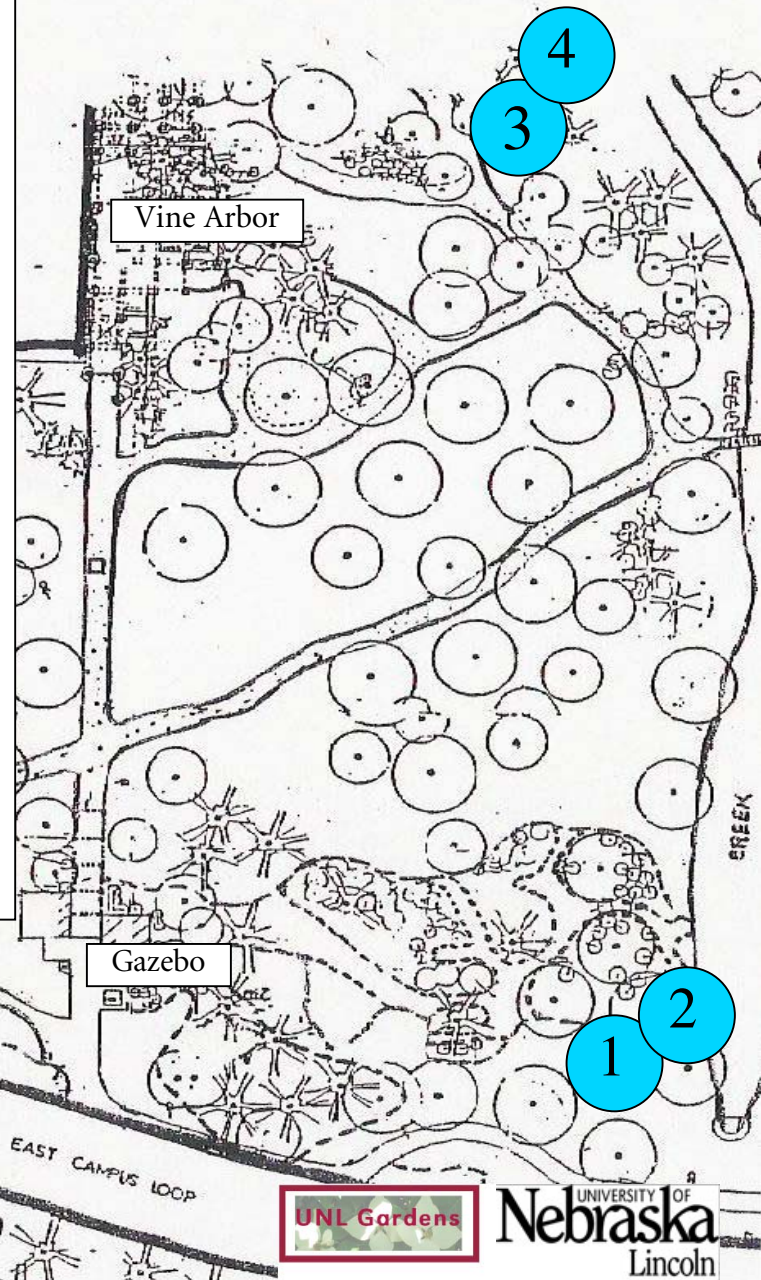 4
3
Vine Arbor
CREEK
Gazebo
2
1
EAST CAMPUS LOOP
UNL Gardens
UNIVERSITY OF
Nebraska
Lincoln